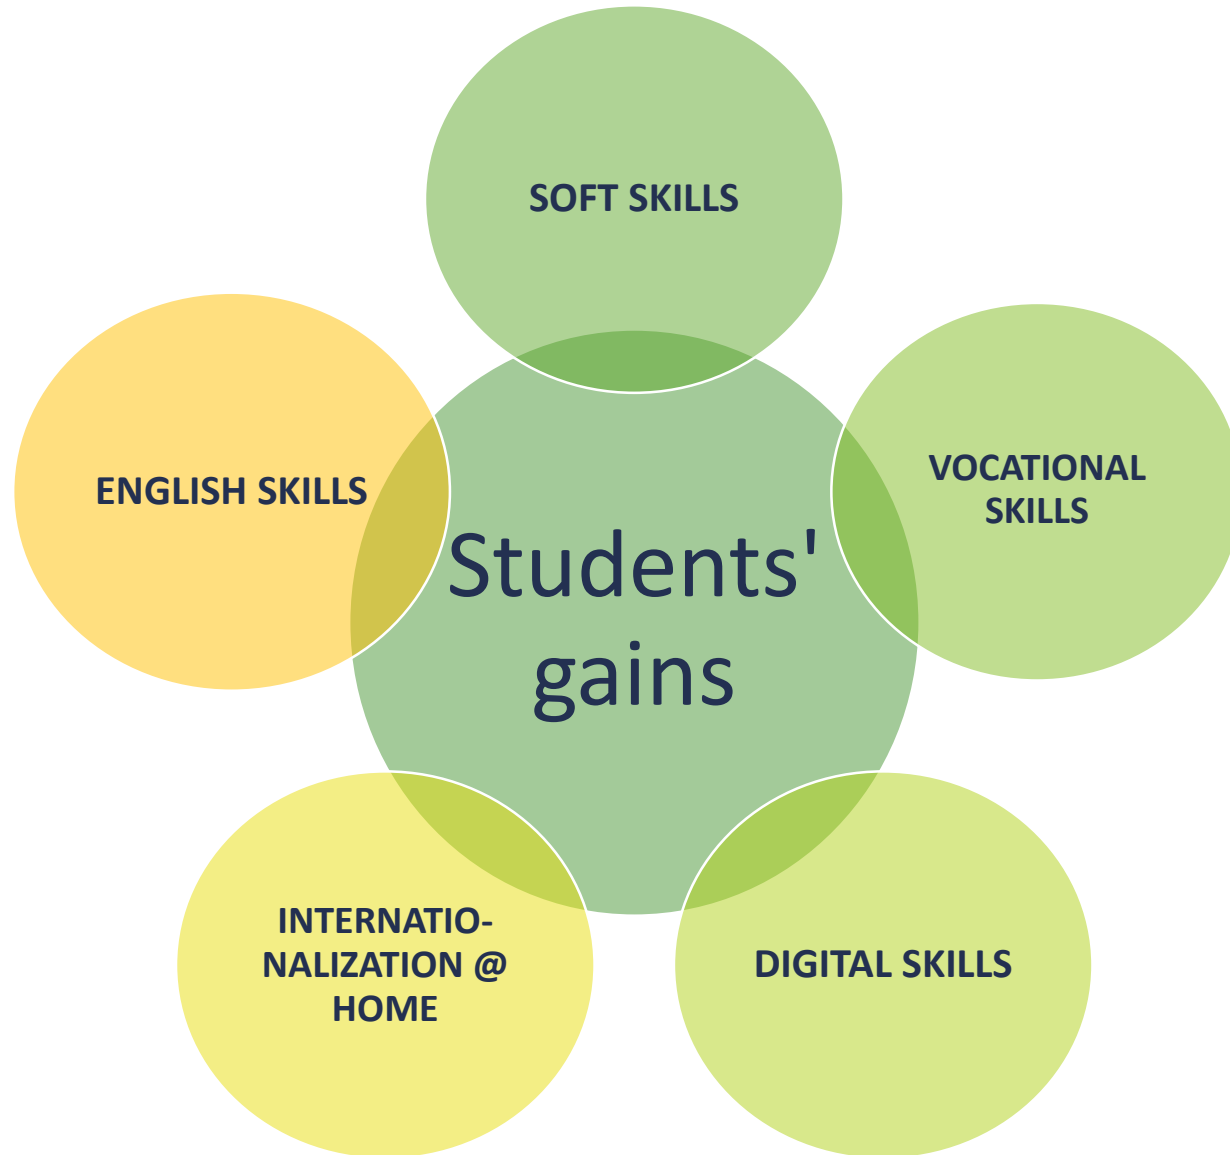 SOFT SKILLS
VOCATIONAL
SKILLS
DIGITAL SKILLS
INTERNATIO-
NALIZATION @
HOME
ENGLISH SKILLS
Students'
gains